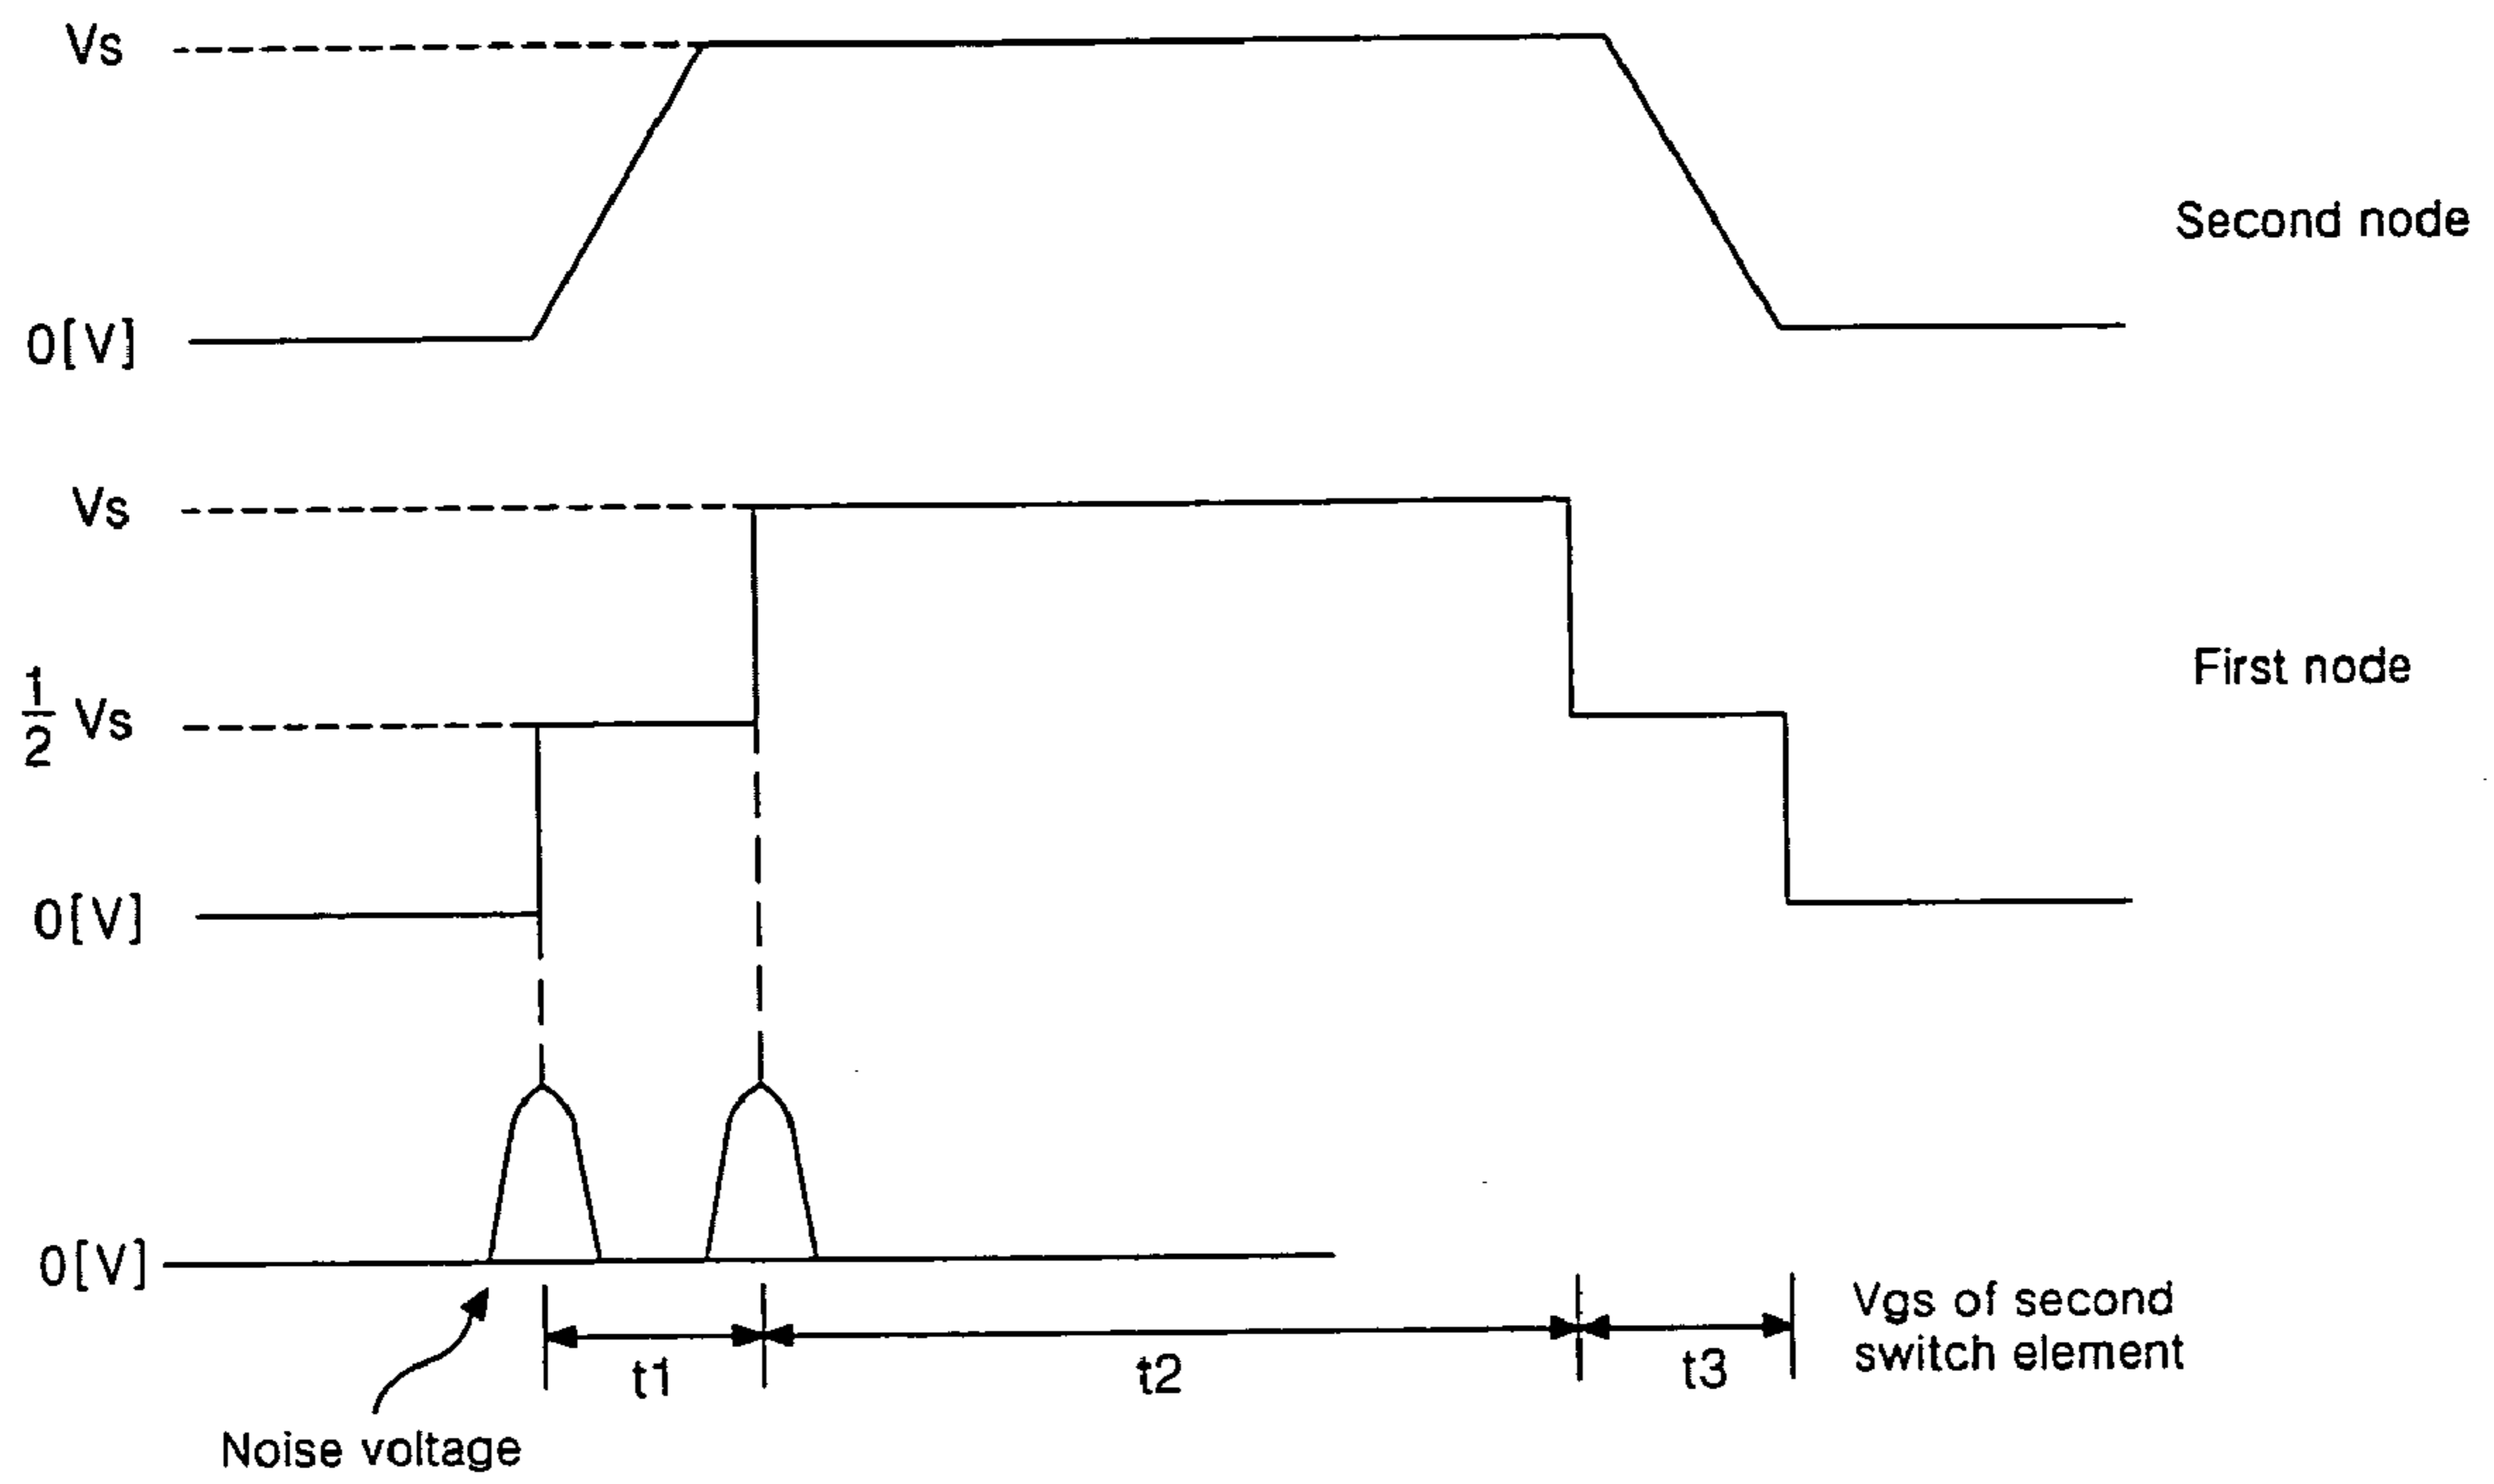 Vs
0[V]
Second node
Vs
1/2 Vs
0[V]
First node
0[V]
Vgs of second
switch element
t1
t2
t3
Noise voltage